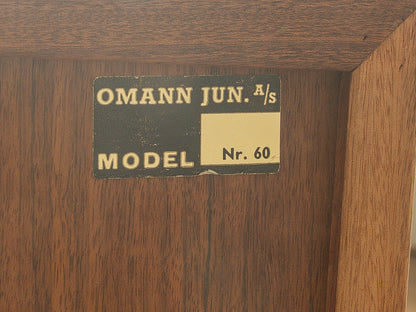 OMANN JUN. A/S
MODEL Nr. 60